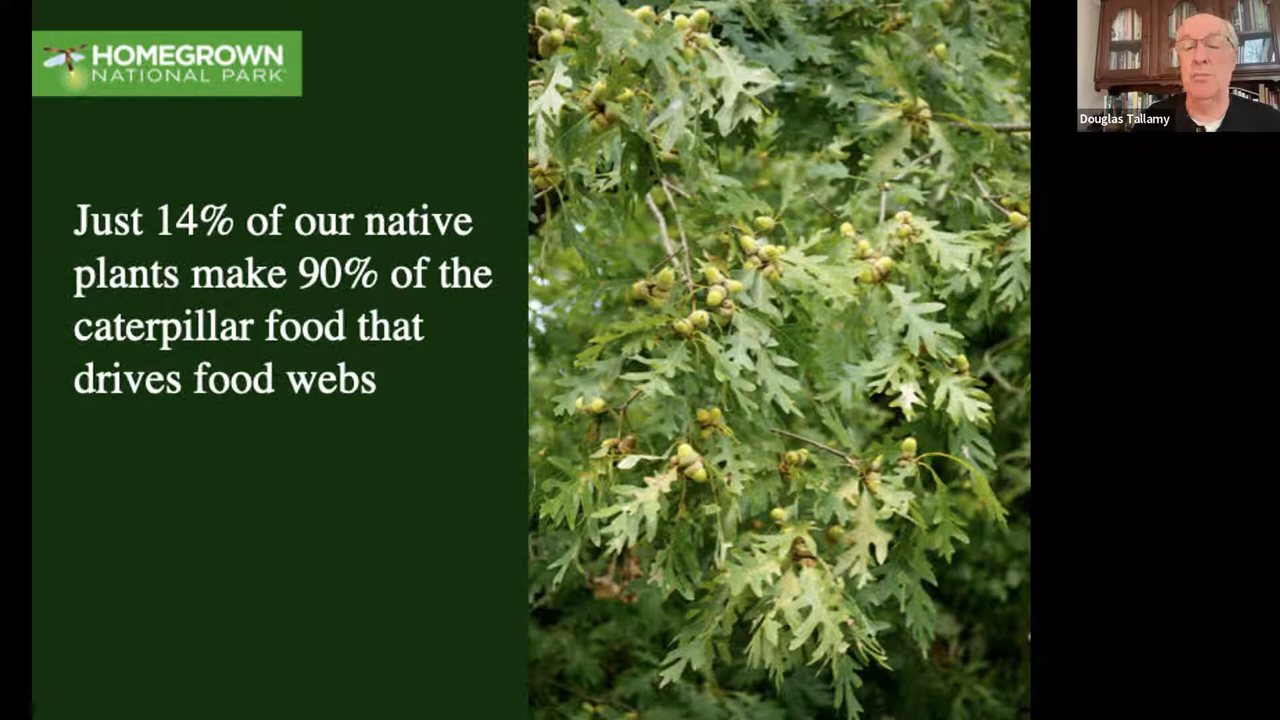 HOMEGROWN
NATIONAL PARK
Just 14% of our native
plants make 90% of the
caterpillar food that
drives food webs
Douglas Tallamy